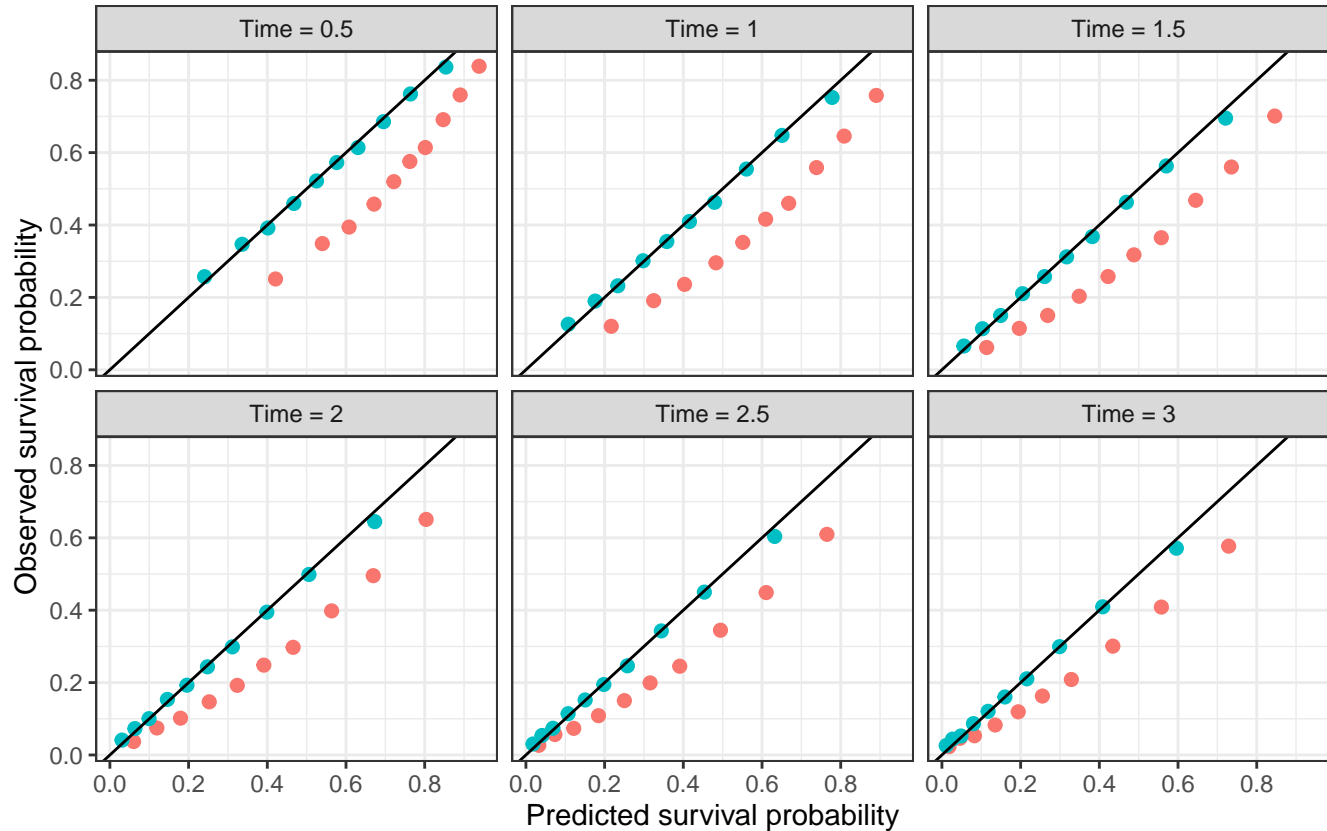 Time = 0.5
Time = 1
Time = 1.5
0.8
0.6
0.4
0.2
0.0
Observed survival probability
Time = 2
Time = 2.5
Time = 3
0.8
0.6
0.4
0.2
0.0
0.0 0.2 0.4 0.6 0.8
0.0 0.2 0.4 0.6 0.8
0.0 0.2 0.4 0.6 0.8
Predicted survival probability